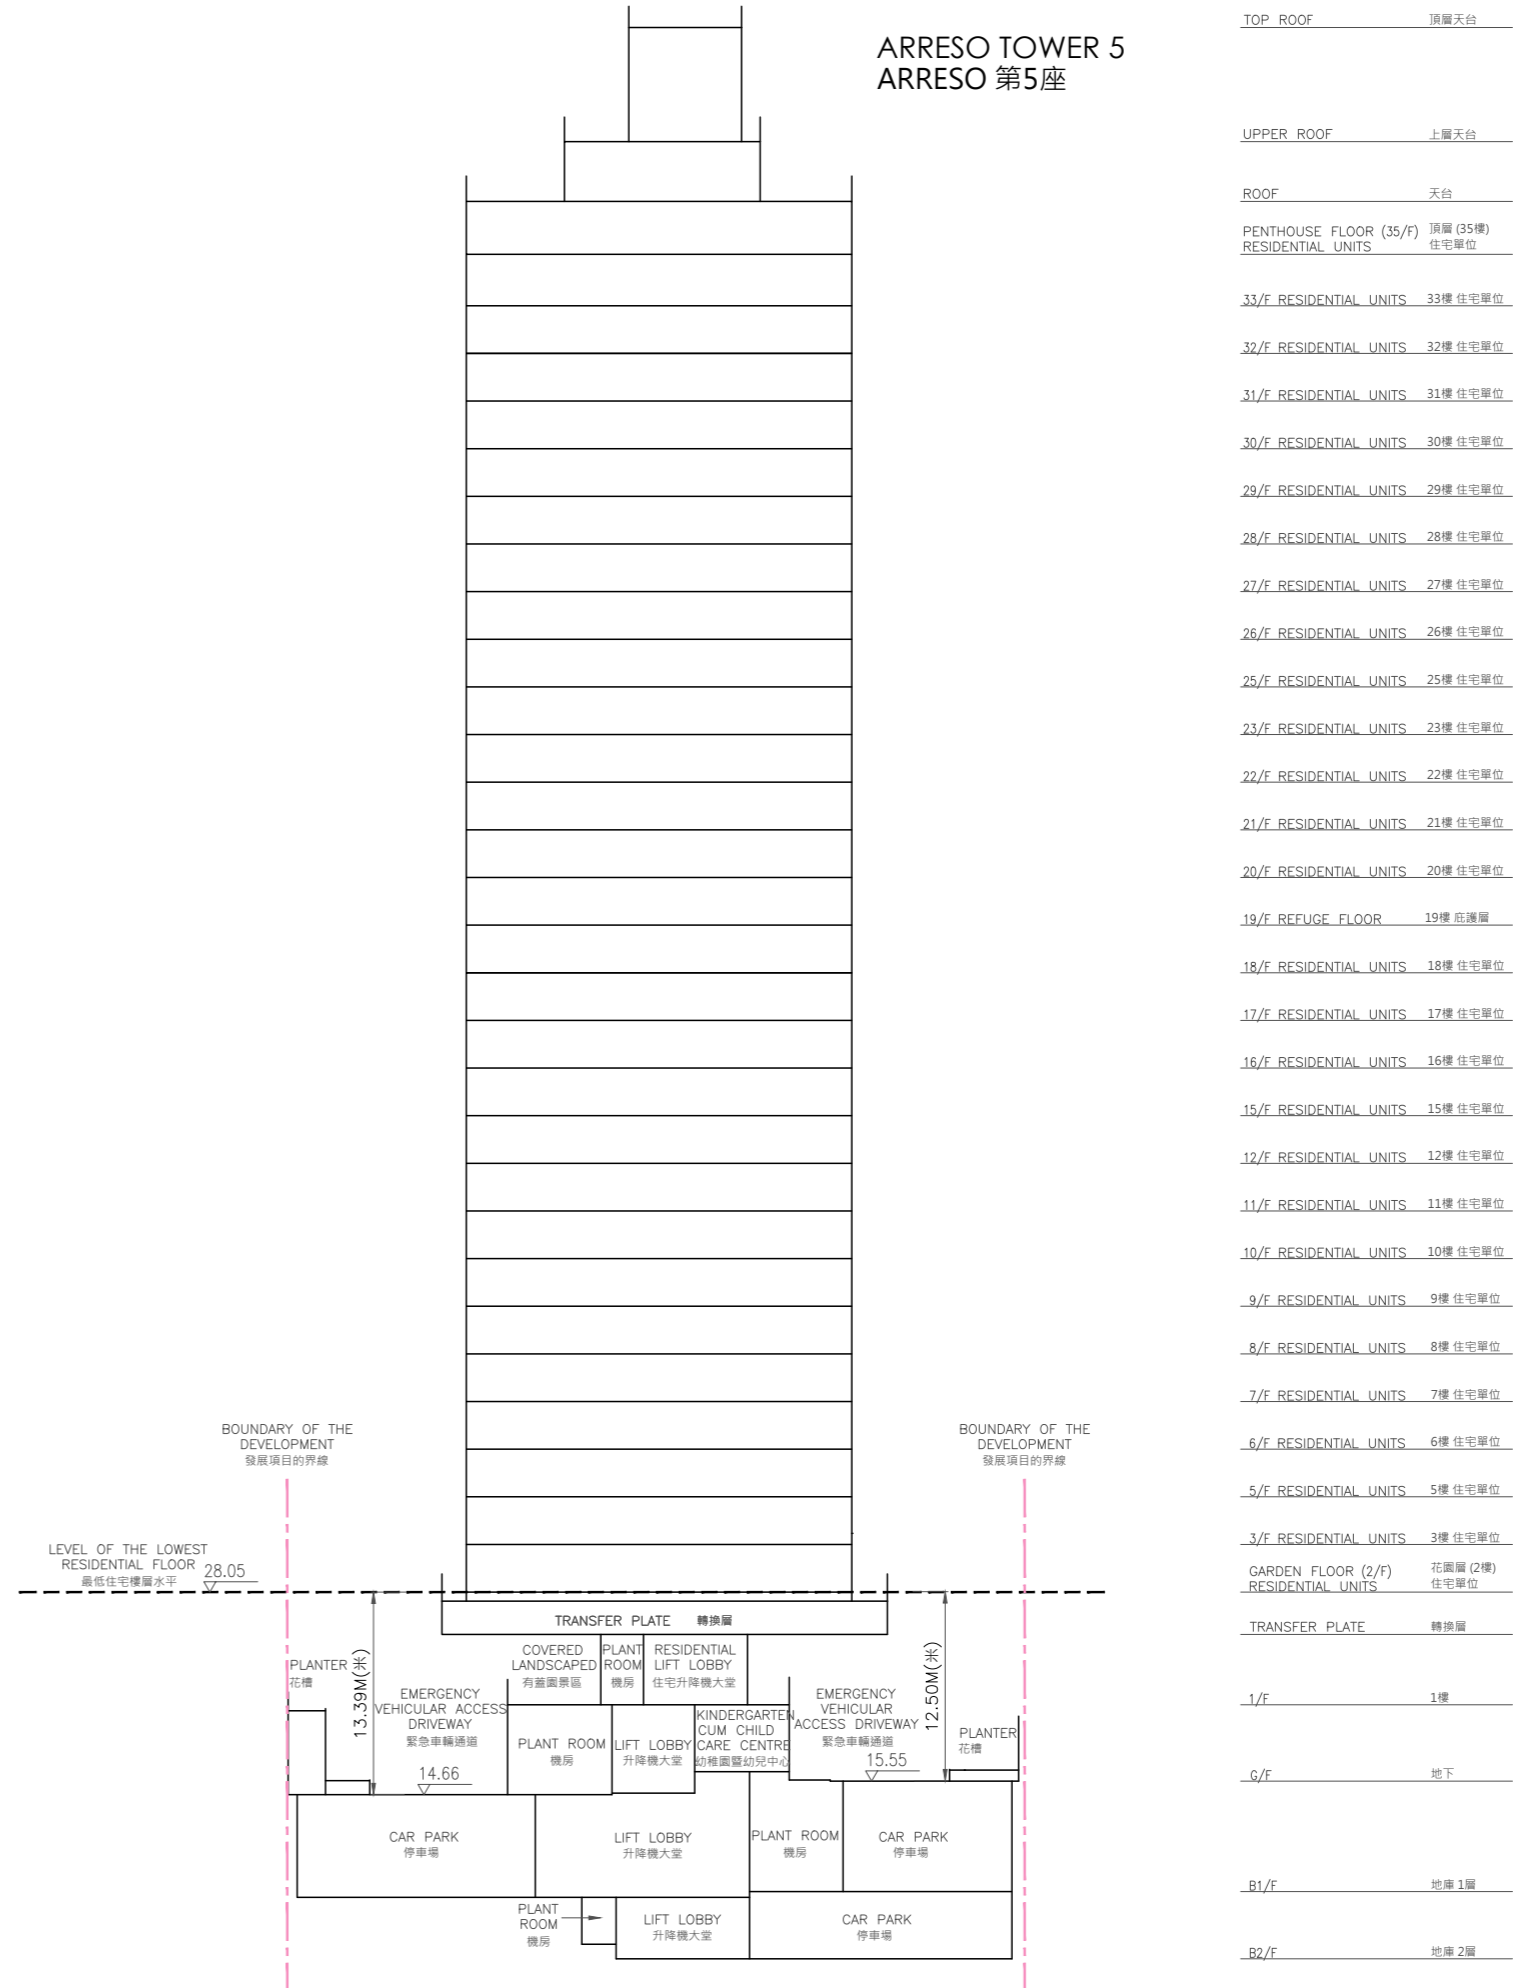 ARRESO TOWER 5
ARRESO 第5座
TOP ROOF 頂層天台
UPPER ROOF 上層天台
ROOF 天台
PENTHOUSE FLOOR (35/F) 頂層 (35樓)
RESIDENTIAL UNITS 住宅單位
33/F RESIDENTIAL UNITS 33樓 住宅單位
32/F RESIDENTIAL UNITS 32樓 住宅單位
31/F RESIDENTIAL UNITS 31樓 住宅單位
30/F RESIDENTIAL UNITS 30樓 住宅單位
29/F RESIDENTIAL UNITS 29樓 住宅單位
28/F RESIDENTIAL UNITS 28樓 住宅單位
27/F RESIDENTIAL UNITS 27樓 住宅單位
26/F RESIDENTIAL UNITS 26樓 住宅單位
25/F RESIDENTIAL UNITS 25樓 住宅單位
23/F RESIDENTIAL UNITS 23樓 住宅單位
22/F RESIDENTIAL UNITS 22樓 住宅單位
21/F RESIDENTIAL UNITS 21樓 住宅單位
20/F RESIDENTIAL UNITS 20樓 住宅單位
19/F REFUGE FLOOR 19樓 庇護層
18/F RESIDENTIAL UNITS 18樓 住宅單位
17/F RESIDENTIAL UNITS 17樓 住宅單位
16/F RESIDENTIAL UNITS 16樓 住宅單位
15/F RESIDENTIAL UNITS 15樓 住宅單位
12/F RESIDENTIAL UNITS 12樓 住宅單位
11/F RESIDENTIAL UNITS 11樓 住宅單位
10/F RESIDENTIAL UNITS 10樓 住宅單位
9/F RESIDENTIAL UNITS 9樓 住宅單位
8/F RESIDENTIAL UNITS 8樓 住宅單位
7/F RESIDENTIAL UNITS 7樓 住宅單位
6/F RESIDENTIAL UNITS 6樓 住宅單位
5/F RESIDENTIAL UNITS 5樓 住宅單位
3/F RESIDENTIAL UNITS 3樓 住宅單位
GARDEN FLOOR (2/F) 花園層 (2樓)
RESIDENTIAL UNITS 住宅單位
TRANSFER PLATE 轉換層
1/F 1樓
G/F 地下
B1/F 地庫 1層
B2/F 地庫 2層
BOUNDARY OF THE
DEVELOPMENT
發展項目的界線
BOUNDARY OF THE
DEVELOPMENT
發展項目的界線
LEVEL OF THE LOWEST
RESIDENTIAL FLOOR
最低住宅樓層水平
28.05
TRANSFER PLATE 轉換層
COVERED
LANDSCAPED
有蓋園景區
PLANT
ROOM
機房
RESIDENTIAL
LIFT LOBBY
住宅升降機大堂
PLANTER
花槽
13.39M(米)
EMERGENCY
VEHICULAR ACCESS
DRIVEWAY
緊急車輛通道
14.66
PLANT ROOM
機房
LIFT LOBBY
升降機大堂
KINDERGARTEN
CUM CHILD
CARE CENTRE
幼稚園暨幼兒中心
EMERGENCY
VEHICULAR
ACCESS DRIVEWAY
緊急車輛通道
15.55
12.50M(米)
PLANTER
花槽
CAR PARK
停車場
LIFT LOBBY
升降機大堂
PLANT ROOM
機房
CAR PARK
停車場
PLANT
ROOM
機房
LIFT LOBBY
升降機大堂
CAR PARK
停車場